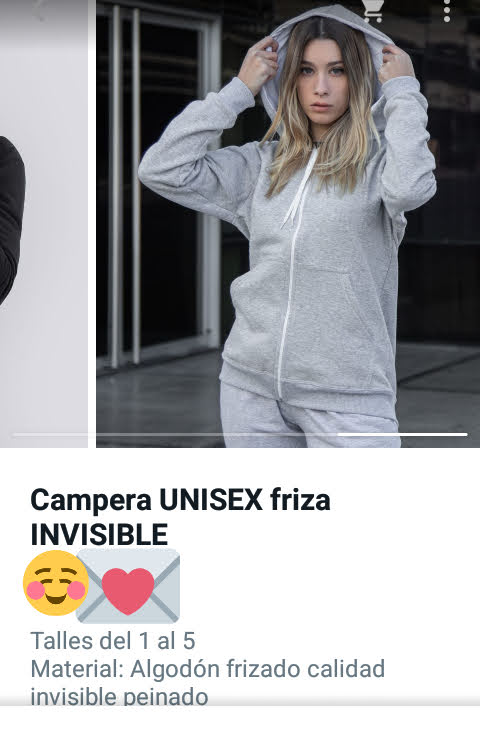 Campera UNISEX friza
INVISIBLE
Talles del 1 al 5
Material: Algodón frizado calidad
invisible peinado